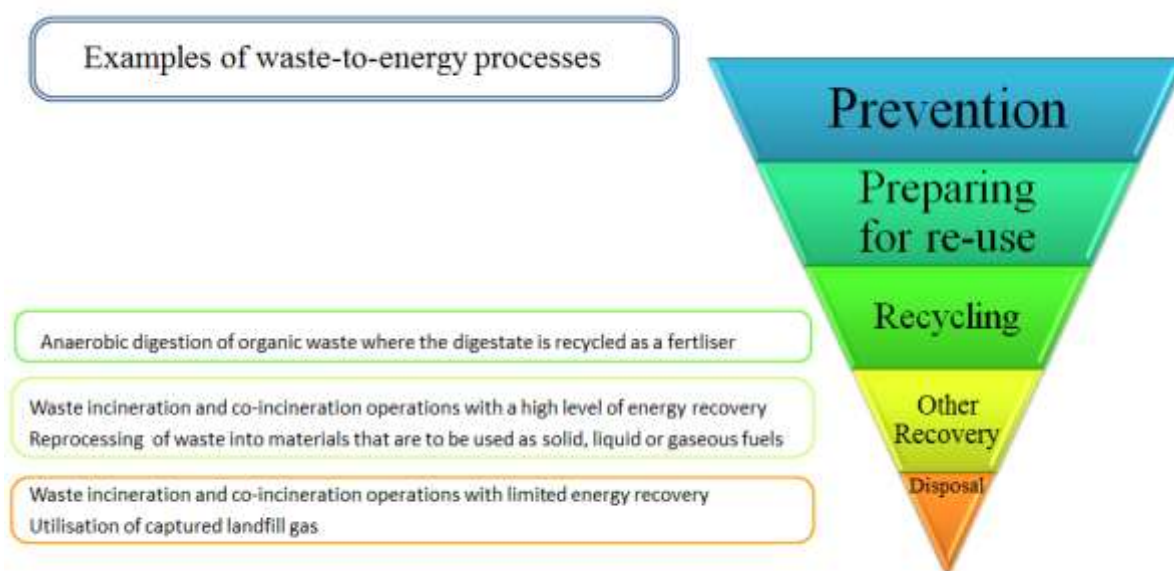 Examples of waste-to-energy processes
Prevention
Preparing
for re-use
Recycling
Anaerobic digestion of organic waste where the digestate is recycled as a fertliser
Waste incineration and co-incineration operations with a high level of energy recovery
Reprocessing of waste into materials that are to be used as solid, liquid or gaseous fuels
Other
Recovery
Waste incineration and co-incineration operations with limited energy recovery
Utilisation of captured landfill gas
Disposal